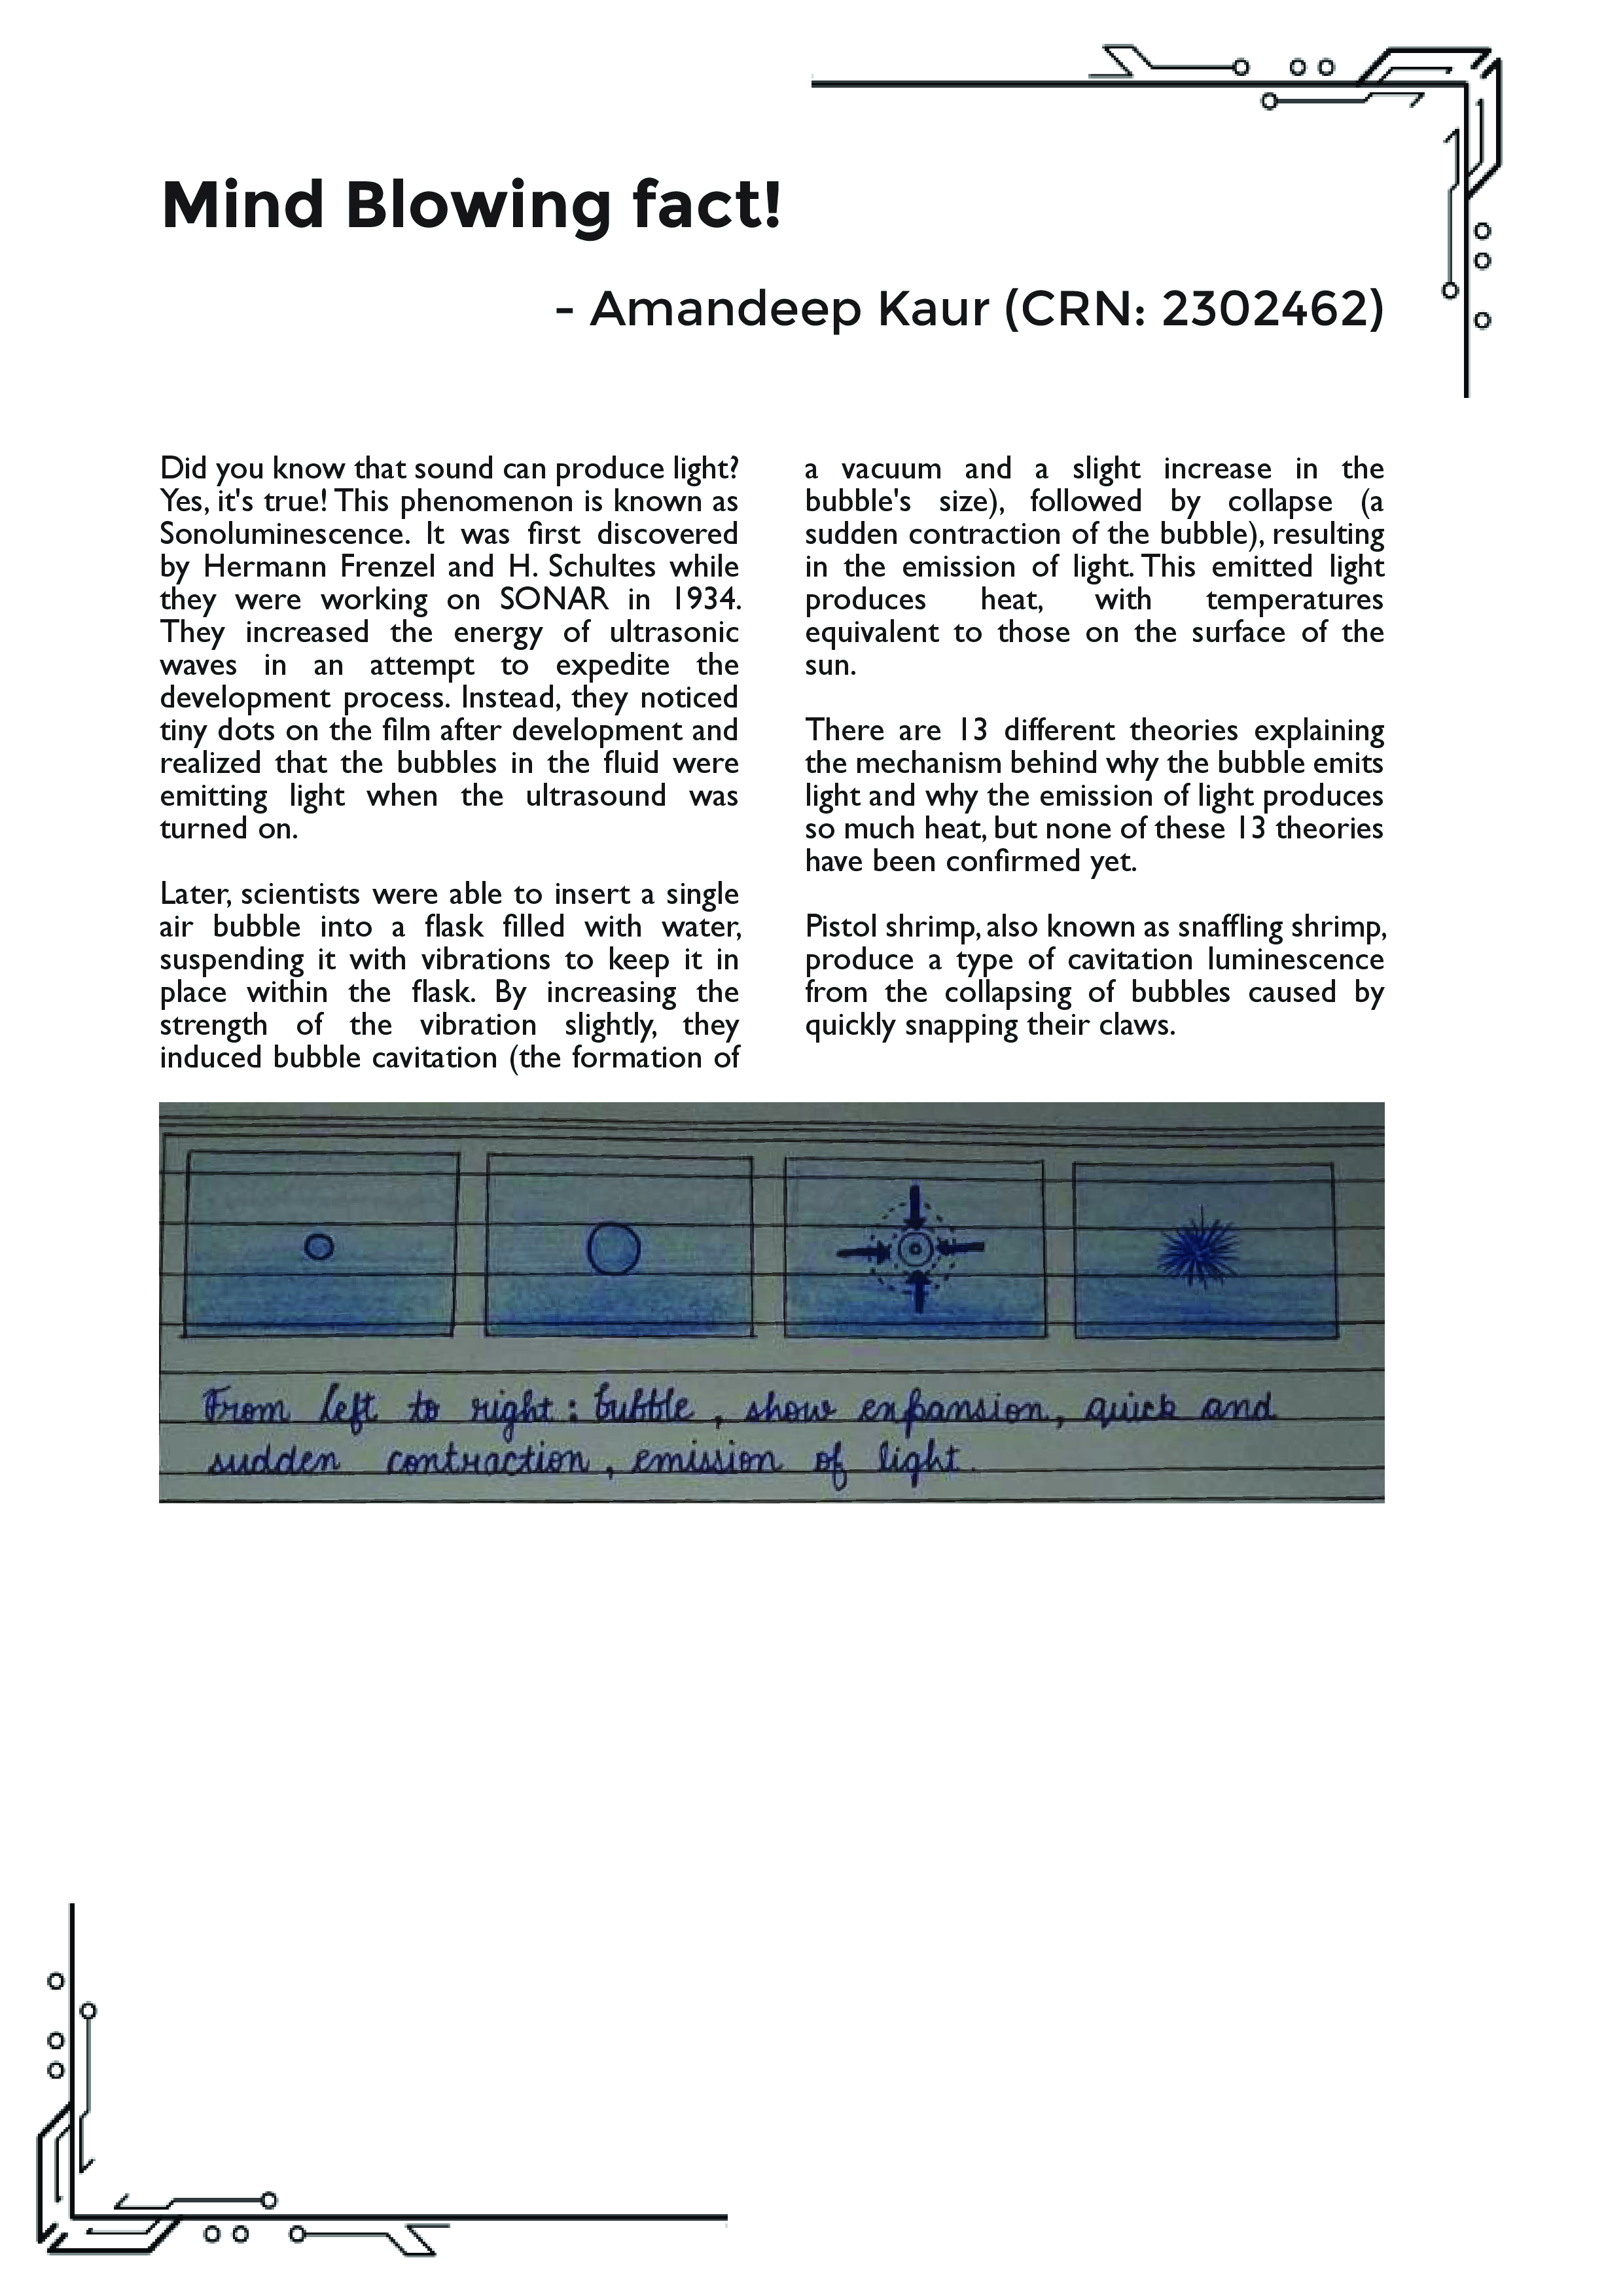 Mind Blowing fact!
- Amandeep Kaur (CRN: 2302462)
Did you know that sound can produce light?
Yes, it's true! This phenomenon is known as
Sonoluminescence. It was first discovered
by Hermann Frenzel and H. Schultes while
they were working on SONAR in 1934.
They increased the energy of ultrasonic
waves in an attempt to expedite the
development process. Instead, they noticed
tiny dots on the film after development and
realized that the bubbles in the fluid were
emitting light when the ultrasound was
turned on.
Later, scientists were able to insert a single
air bubble into a flask filled with water,
suspending it with vibrations to keep it in
place within the flask. By increasing the
strength of the vibration slightly, they
induced bubble cavitation (the formation of
a vacuum and a slight increase in the
bubble's size), followed by collapse (a
sudden contraction of the bubble), resulting
in the emission of light. This emitted light
produces heat, with temperatures
equivalent to those on the surface of the
sun.
There are 13 different theories explaining
the mechanism behind why the bubble emits
light and why the emission of light produces
so much heat, but none of these 13 theories
have been confirmed yet.
Pistol shrimp, also known as snaffling shrimp,
produce a type of cavitation luminescence
from the collapsing of bubbles caused by
quickly snapping their claws.
From left to right : bubble , show expansion, quick and
sudden contraction , emission of light.